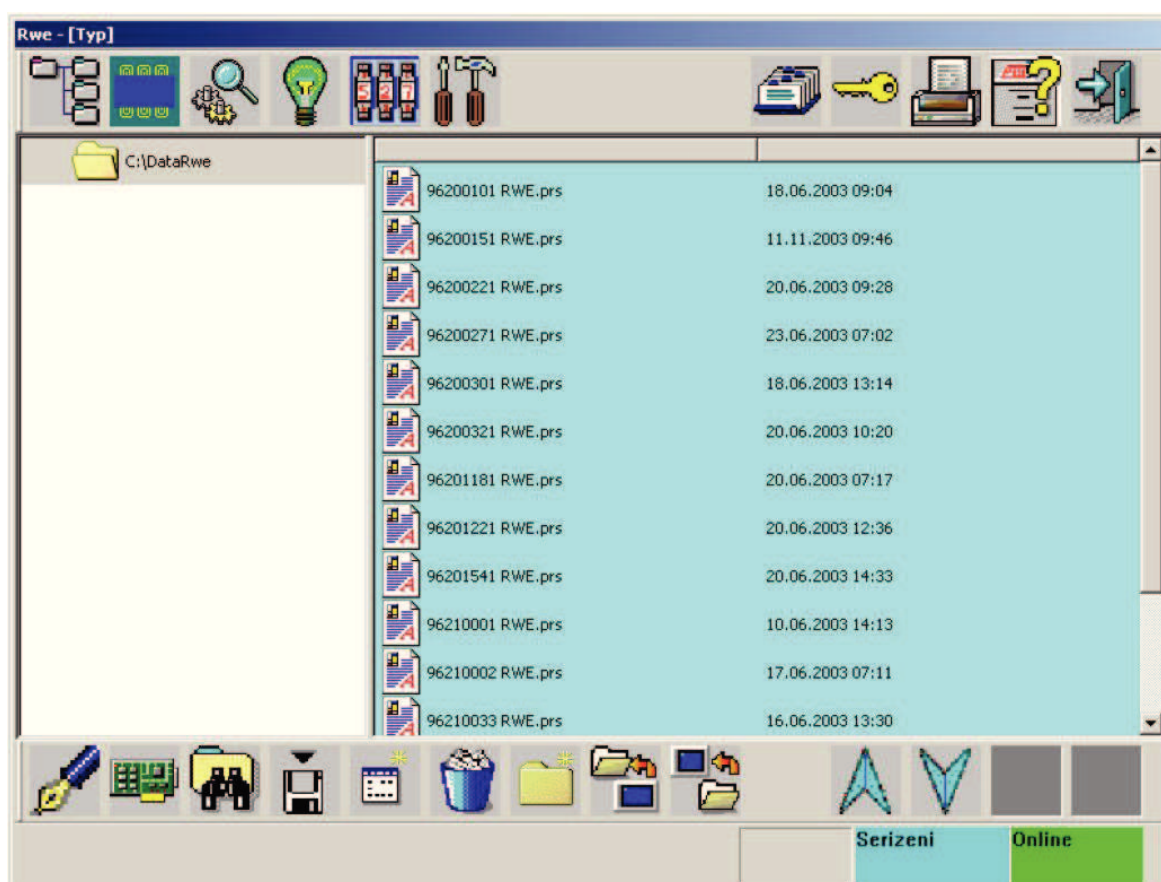 Rwe - [Typ]
5 2 7
C:\DataRwe
96200101 RWE.prs 18.06.2003 09:04
96200151 RWE.prs 11.11.2003 09:46
96200221 RWE.prs 20.06.2003 09:28
96200271 RWE.prs 23.06.2003 07:02
96200301 RWE.prs 18.06.2003 13:14
96200321 RWE.prs 20.06.2003 10:20
96201181 RWE.prs 20.06.2003 07:17
96201221 RWE.prs 20.06.2003 12:36
96201541 RWE.prs 20.06.2003 14:33
96210001 RWE.prs 10.06.2003 14:13
96210002 RWE.prs 17.06.2003 07:11
96210033 RWE.prs 16.06.2003 13:30
Serizeni Online